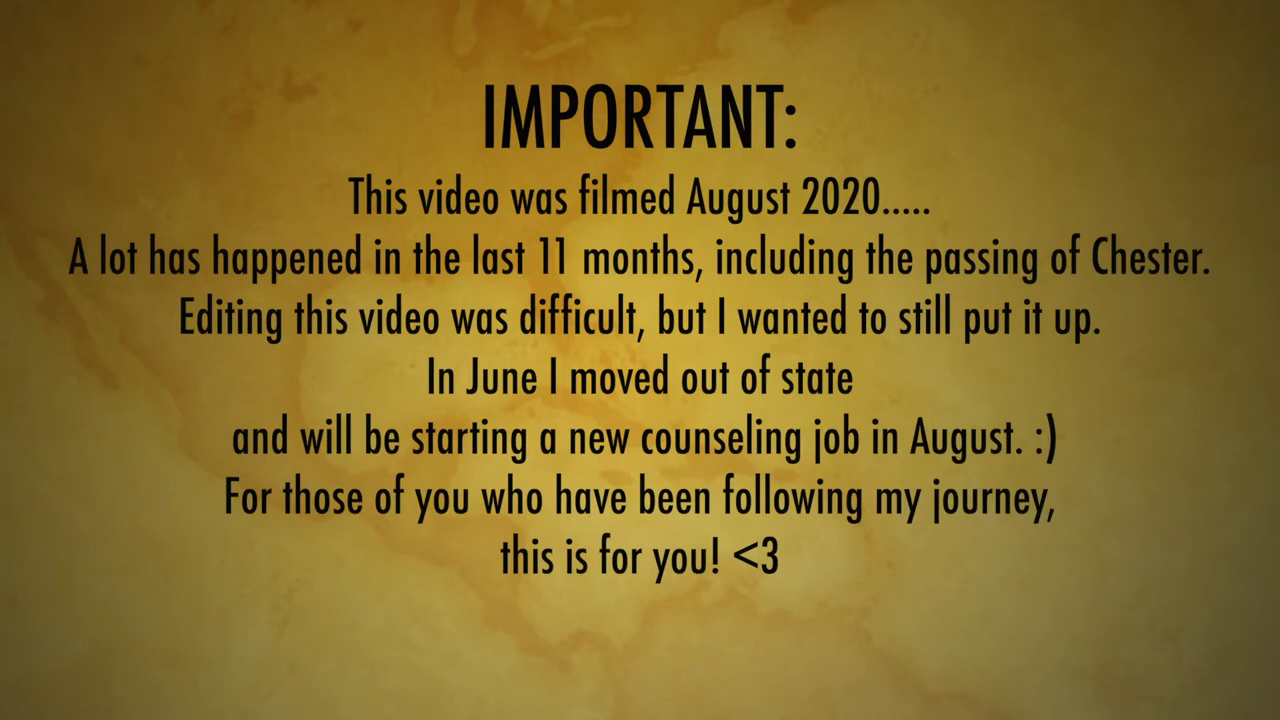 IMPORTANT:
This video was filmed August 2020.....
A lot has happened in the last 11 months, including the passing of Chester.
Editing this video was difficult, but I wanted to still put it up.
In June I moved out of state
and will be starting a new counseling job in August. :)
For those of you who have been following my journey,
this is for you! <3